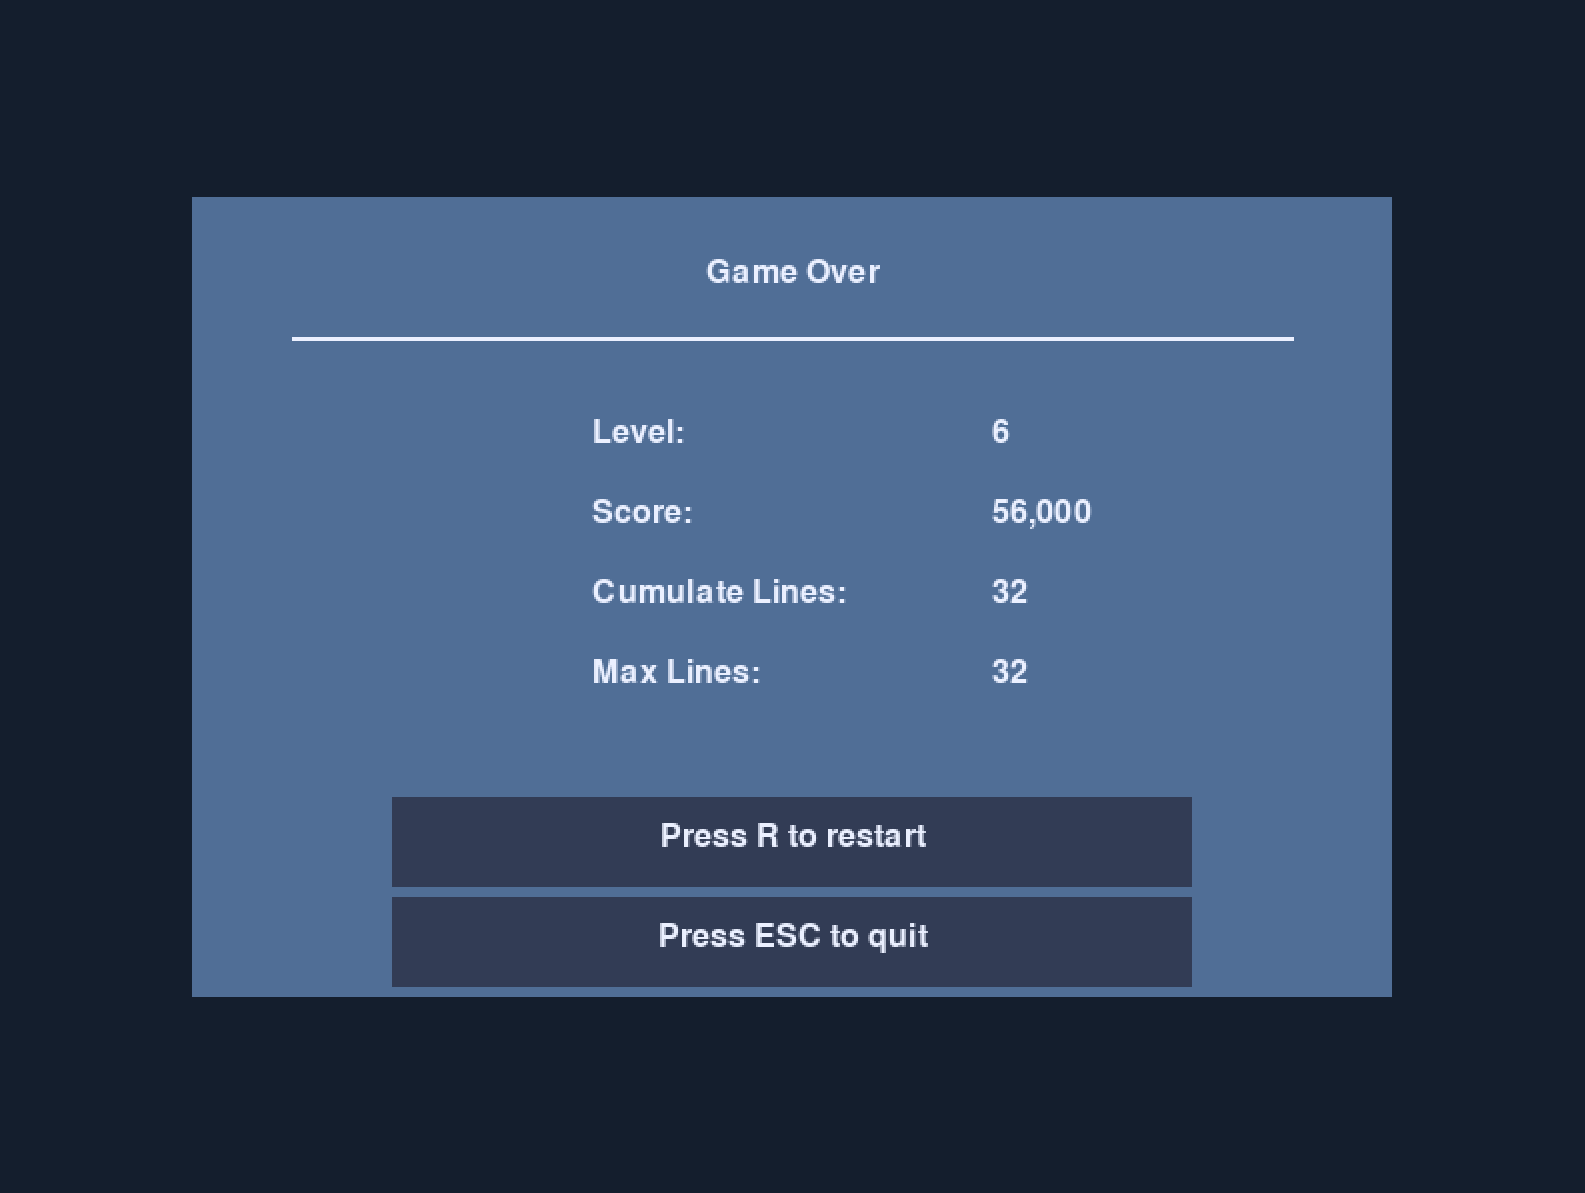 Game Over
Level: 6
Score: 56,000
Cumulate Lines: 32
Max Lines: 32
Press R to restart
Press ESC to quit